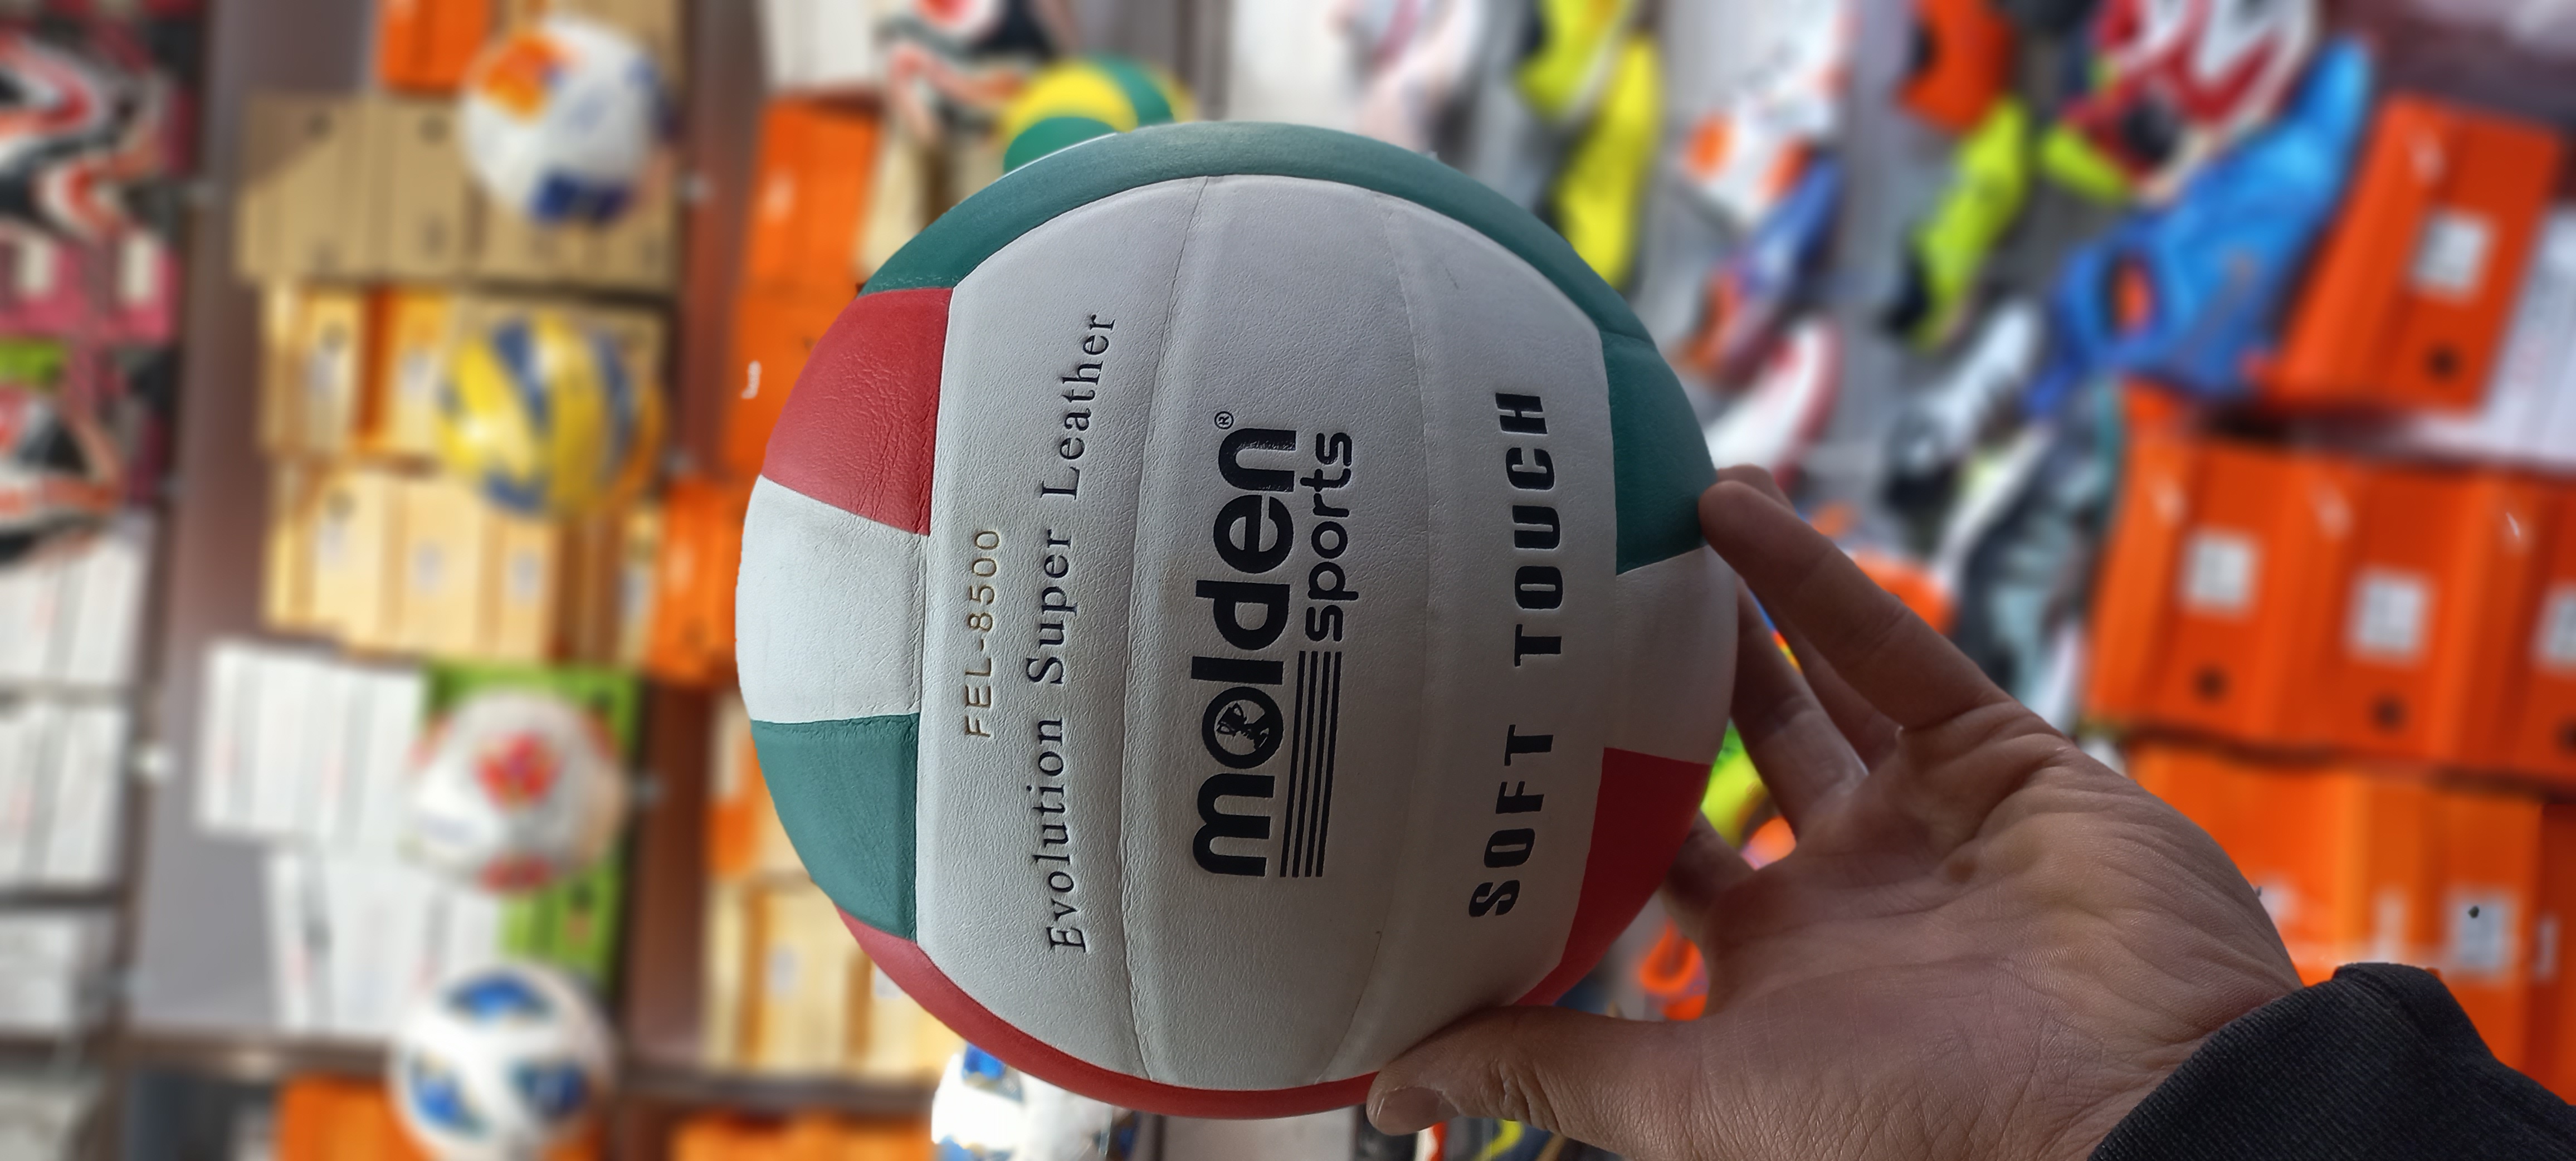 FEL-8500
Evolution Super Leather
molden®
sports
SOFT TOUCH